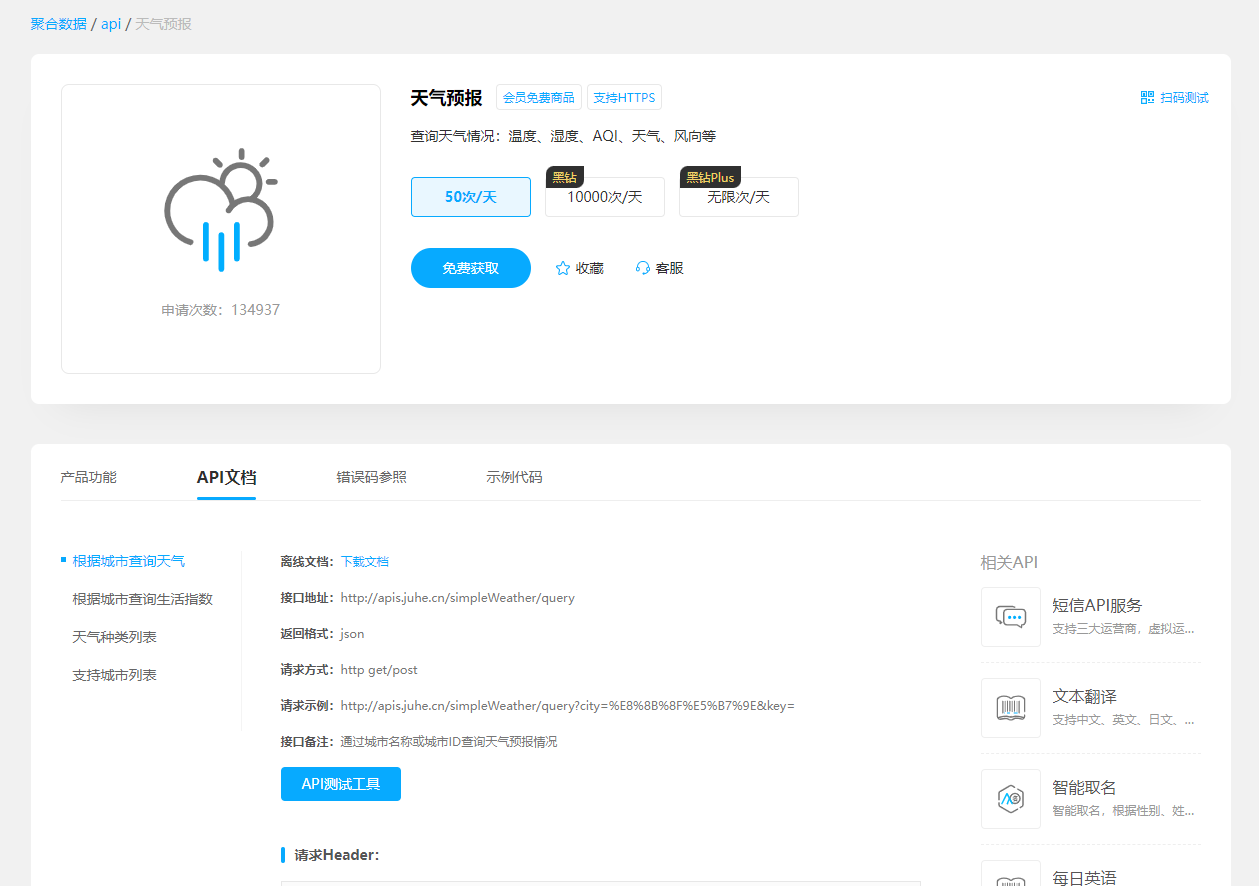 聚合数据 / api / 天气预报
天气预报 会员免费商品 支持HTTPS 扫码测试
查询天气情况：温度、湿度、AQI、天气、风向等
50次/天 黑钻 10000次/天 黑钻Plus 无限次/天
免费获取 收藏 客服
申请次数：134937
产品功能 API文档 错误码参照 示例代码
根据城市查询天气
根据城市查询生活指数
天气种类列表
支持城市列表
离线文档：下载文档
接口地址：http://apis.juhe.cn/simpleWeather/query
返回格式：json
请求方式：http get/post
请求示例：http://apis.juhe.cn/simpleWeather/query?city=%E8%8B%8F%E5%B7%9E&key=
接口备注：通过城市名称或城市ID查询天气预报情况
API测试工具
请求Header：
相关API
短信API服务
支持三大运营商，虚拟运...
文本翻译
支持中文、英文、日文、...
智能取名
智能取名，根据性别、姓...
每日英语